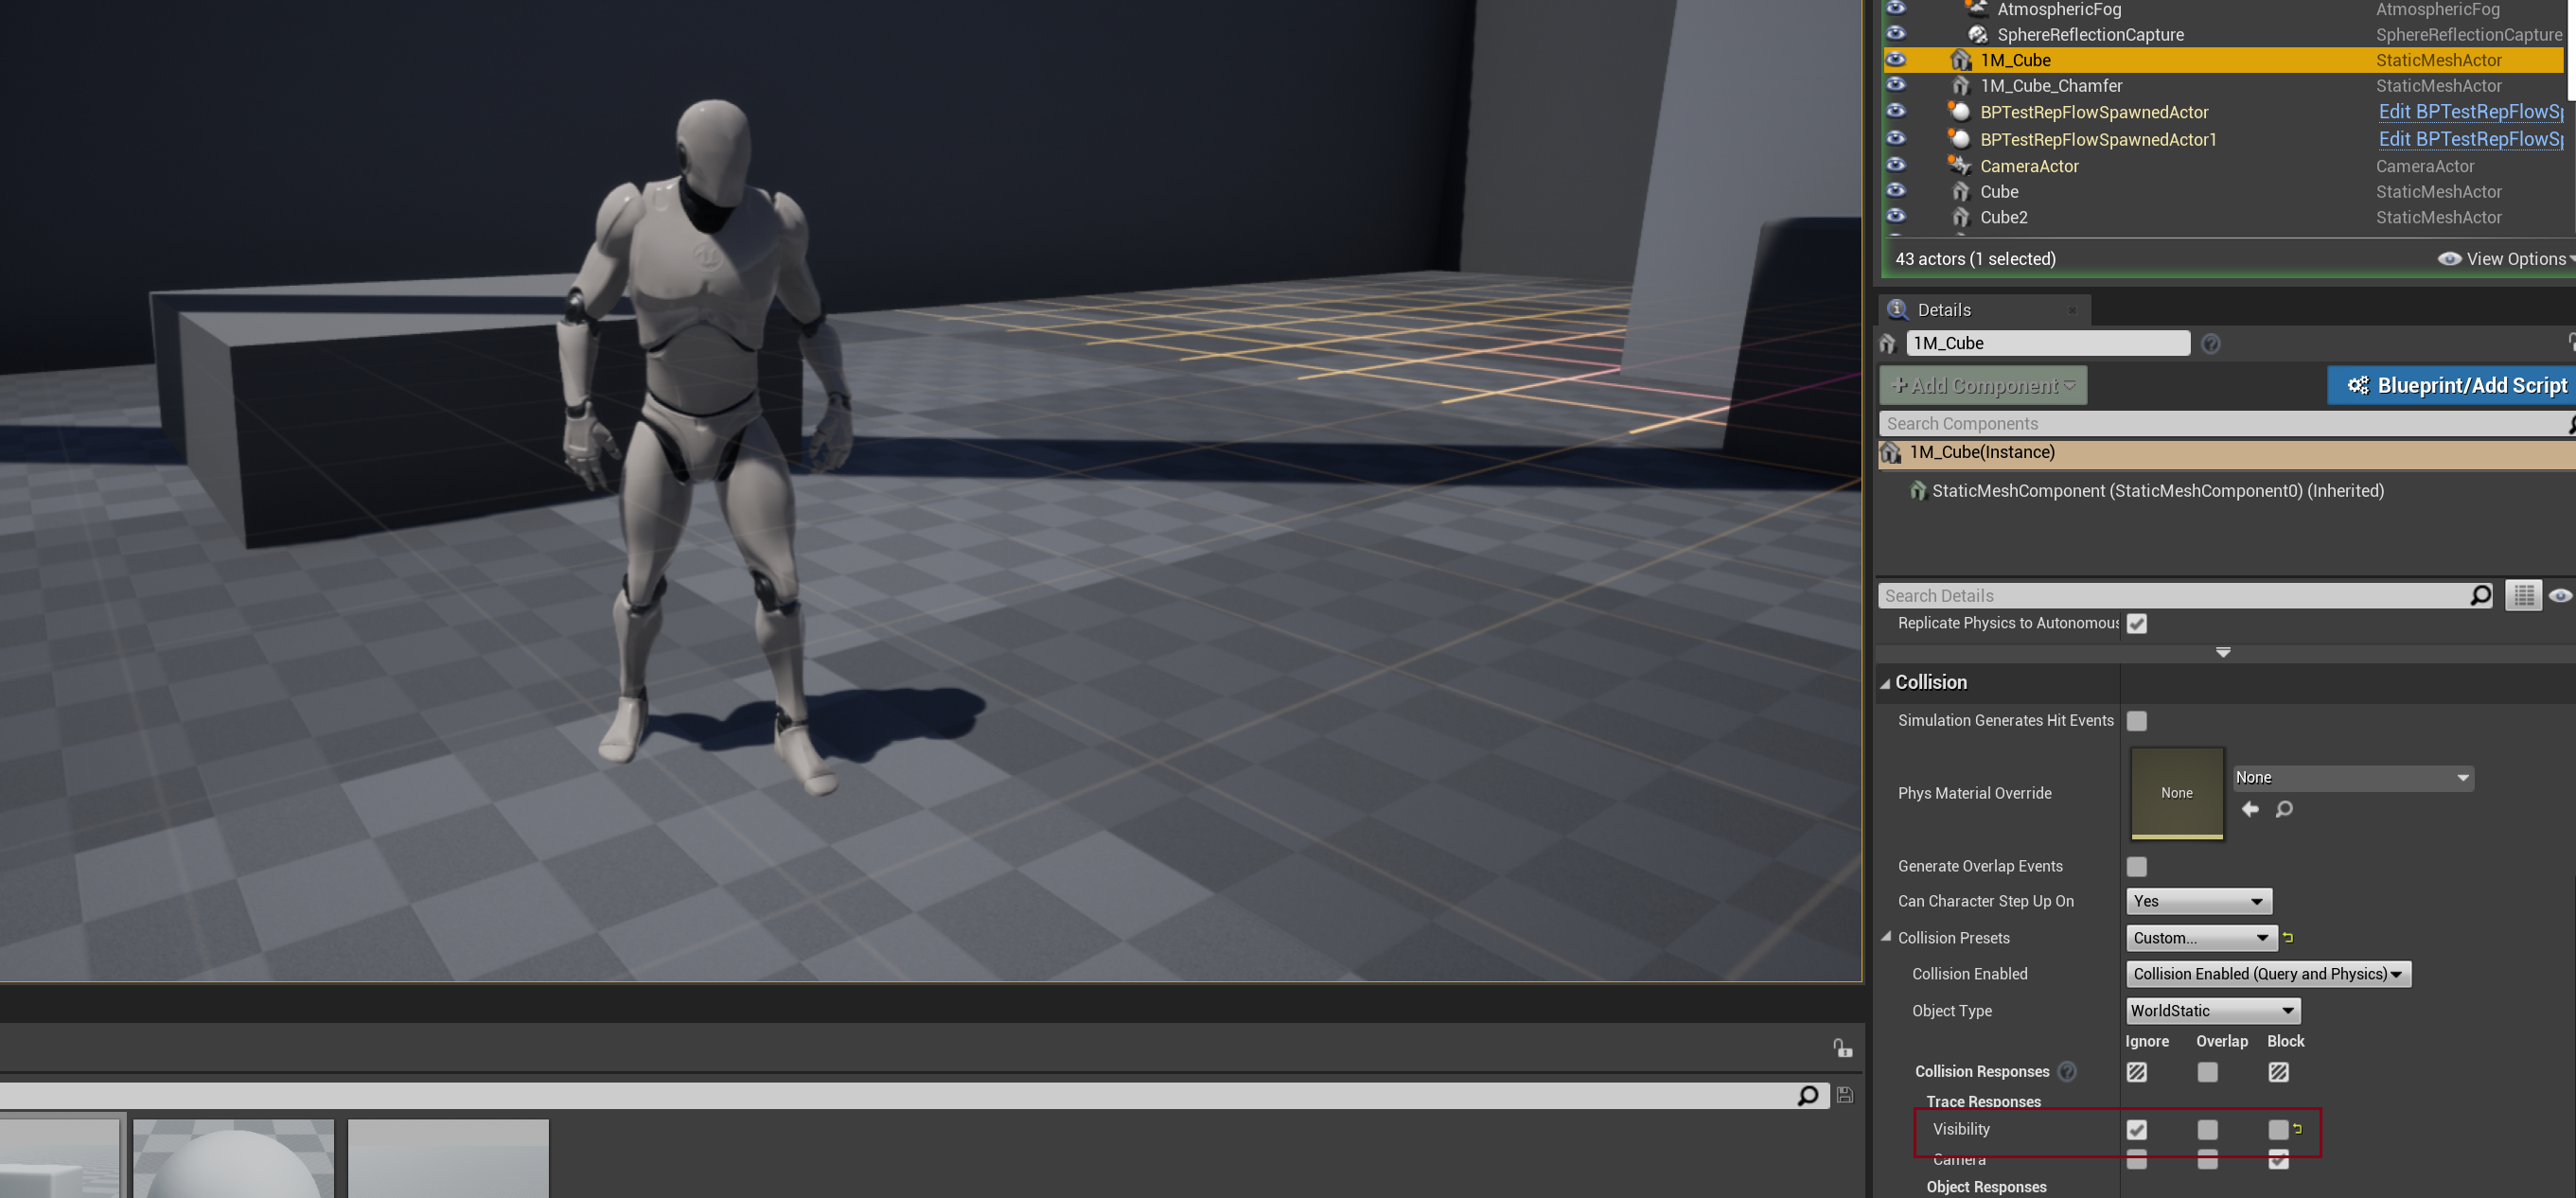 AtmosphericFog AtmosphericFog
SphereReflectionCapture SphereReflectionCapture
1M_Cube StaticMeshActor
1M_Cube_Chamfer StaticMeshActor
BPTestRepFlowSpawnedActor Edit BPTestRepFlowSp
BPTestRepFlowSpawnedActor1 Edit BPTestRepFlowSp
CameraActor CameraActor
Cube StaticMeshActor
Cube2 StaticMeshActor
43 actors (1 selected) View Options
Details
1M_Cube
+ Add Component Blueprint/Add Script
Search Components
1M_Cube(Instance)
StaticMeshComponent (StaticMeshComponent0) (Inherited)
Search Details
Replicate Physics to Autonomous
Collision
Simulation Generates Hit Events
Phys Material Override None None
Generate Overlap Events
Can Character Step Up On Yes
Collision Presets Custom...
Collision Enabled Collision Enabled (Query and Physics)
Object Type WorldStatic
Ignore Overlap Block
Collision Responses
Trace Responses
Visibility
Camera
Object Responses